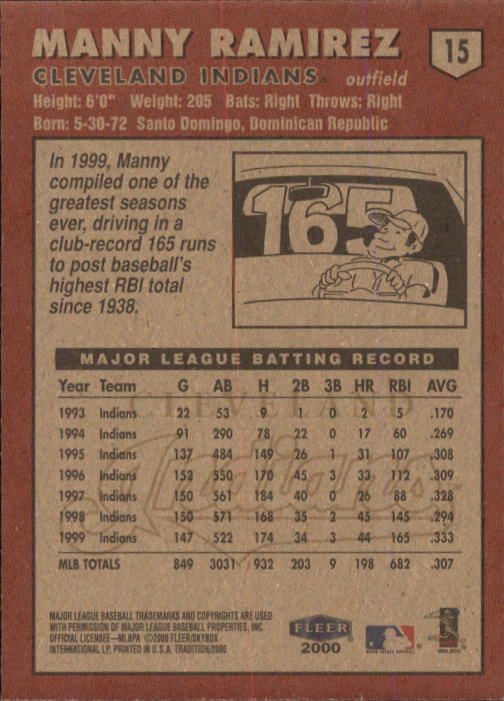 MANNY RAMIREZ 15
CLEVELAND INDIANS outfield
Height: 6'0" Weight: 205 Bats: Right Throws: Right
Born: 5-30-72 Santo Domingo, Dominican Republic
In 1999, Manny
compiled one of the
greatest seasons
ever, driving in a
club-record 165 runs
to post baseball's
highest RBI total
since 1938.
165
MAJOR LEAGUE BATTING RECORD
Year Team G AB H 2B 3B HR RBI AVG
CLEVELAND
Indians
1993 Indians 22 53 9 1 0 2 5 .170
1994 Indians 91 290 78 22 0 17 60 .269
1995 Indians 137 484 149 26 1 31 107 .308
1996 Indians 152 550 170 45 3 33 112 .309
1997 Indians 150 561 184 40 0 26 88 .328
1998 Indians 150 571 168 35 2 45 145 .294
1999 Indians 147 522 174 34 3 44 165 .333
MLB TOTALS 849 3031 932 203 9 198 682 .307
MAJOR LEAGUE BASEBALL TRADEMARKS AND COPYRIGHTS ARE USED
WITH PERMISSION OF MAJOR LEAGUE BASEBALL PROPERTIES, INC.
OFFICIAL LICENSEE—MLBPA ©2000 FLEER/SKYBOX
INTERNATIONAL LP. PRINTED IN U.S.A. TRADITION/2000
FLEER
2000
MAJOR LEAGUE BASEBALL